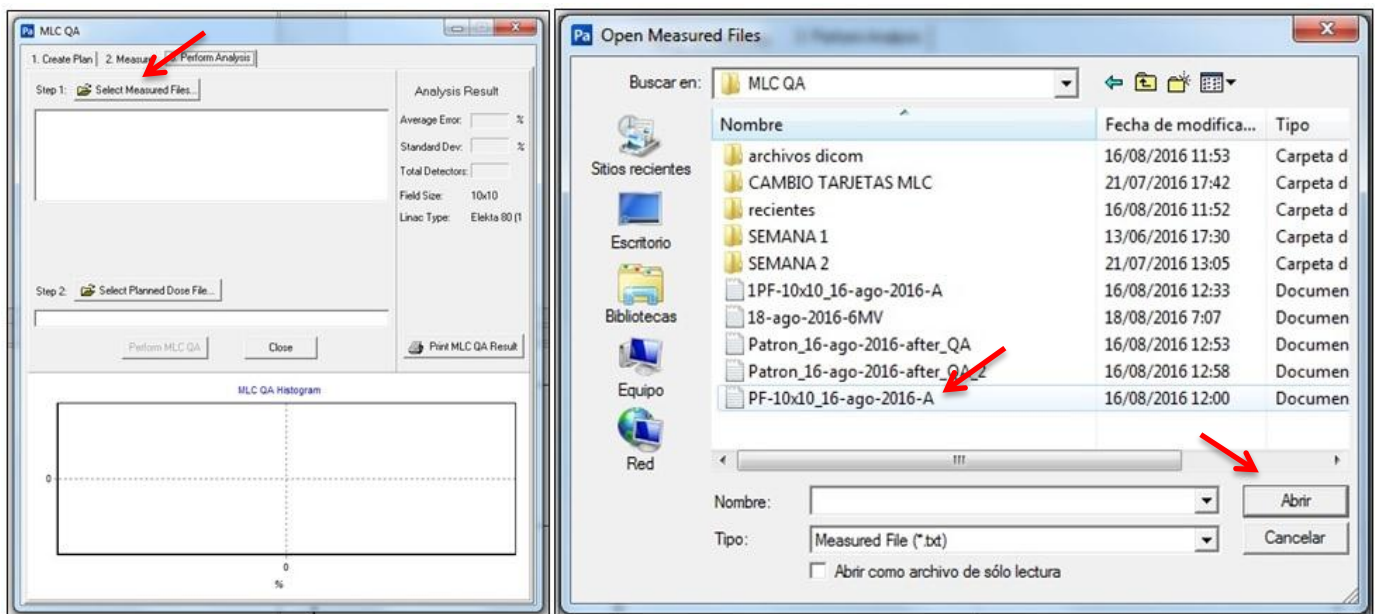 MLC QA
1. Create Plan
2. Measure
Perform Analysis
Step 1: Select Measured Files...
Analysis Result
Average Error: %
Standard Dev: %
Total Detectors:
Field Size: 10x10
Linac Type: Elekta 80 (1
Step 2: Select Planned Dose File...
Perform MLC QA
Close
Print MLC QA Result
MLC QA Histogram
0
0
%
Open Measured Files
Buscar en: MLC QA
Nombre Fecha de modifica... Tipo
archivos dicom 16/08/2016 11:53 Carpeta d
CAMBIO TARJETAS MLC 21/07/2016 17:42 Carpeta d
recientes 16/08/2016 11:52 Carpeta d
SEMANA 1 13/06/2016 17:30 Carpeta d
SEMANA 2 21/07/2016 13:05 Carpeta d
1PF-10x10_16-ago-2016-A 16/08/2016 12:33 Documen
18-ago-2016-6MV 18/08/2016 7:07 Documen
Patron_16-ago-2016-after_QA 16/08/2016 12:53 Documen
Patron_16-ago-2016-after_QA_2 16/08/2016 12:58 Documen
PF-10x10_16-ago-2016-A 16/08/2016 12:00 Documen
Sitios recientes
Escritorio
Bibliotecas
Equipo
Red
Nombre:
Abrir
Tipo: Measured File (*.txt)
Cancelar
Abrir como archivo de sólo lectura